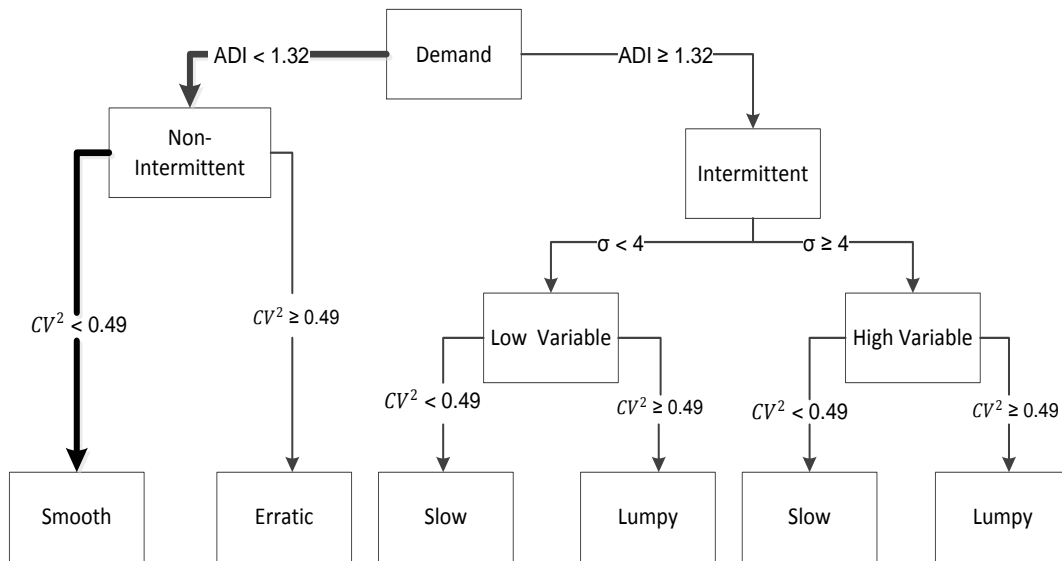 ADI < 1.32
Demand
ADI ≥ 1.32
Non-
Intermittent
Intermittent
σ < 4
σ ≥ 4
CV² < 0.49
CV² ≥ 0.49
Low Variable
High Variable
CV² < 0.49
CV² ≥ 0.49
CV² < 0.49
CV² ≥ 0.49
Smooth
Erratic
Slow
Lumpy
Slow
Lumpy